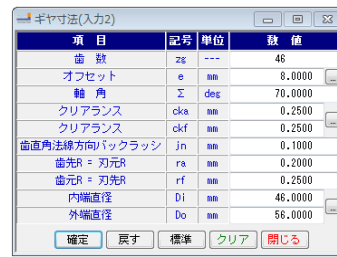 ギヤ寸法(入力2)
項 目 記号 単位 数 値
歯 数 zg --- 46
オフセット e mm 8.0000
軸 角 Σ deg 70.0000
クリアランス cka mm 0.2500
クリアランス ckf mm 0.2500
歯直角法線方向バックラッシ jn mm 0.1000
歯先R = 刃元R ra mm 0.2000
歯元R = 刃先R rf mm 0.2500
内端直径 Di mm 46.0000
外端直径 Do mm 56.0000
確定 戻す 標準 クリア 閉じる